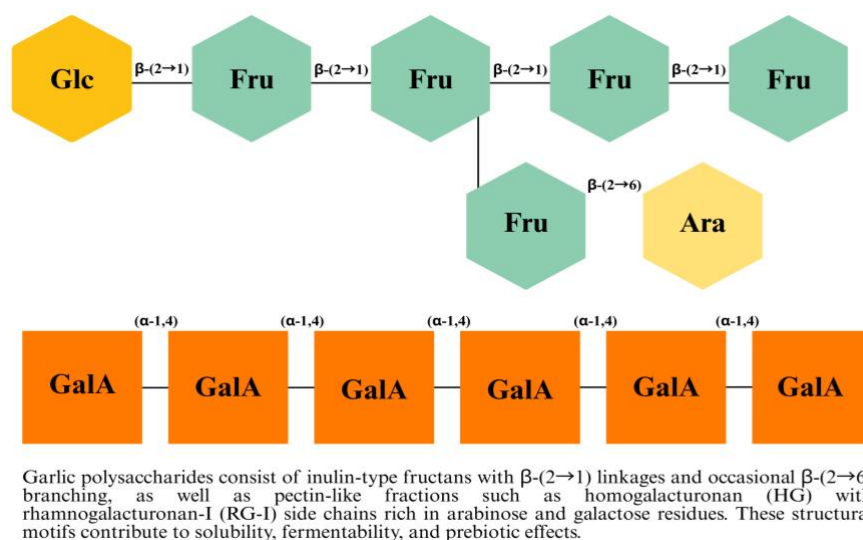 β-(2→1) β-(2→1) β-(2→1) β-(2→1)
Glc Fru Fru Fru Fru
β-(2→6)
Fru Ara
(α-1,4) (α-1,4) (α-1,4) (α-1,4) (α-1,4)
GalA GalA GalA GalA GalA GalA
Garlic polysaccharides consist of inulin-type fructans with β-(2→1) linkages and occasional β-(2→6
branching, as well as pectin-like fractions such as homogalacturonan (HG) wit
rhamnogalacturonan-I (RG-I) side chains rich in arabinose and galactose residues. These structura
motifs contribute to solubility, fermentability, and prebiotic effects.